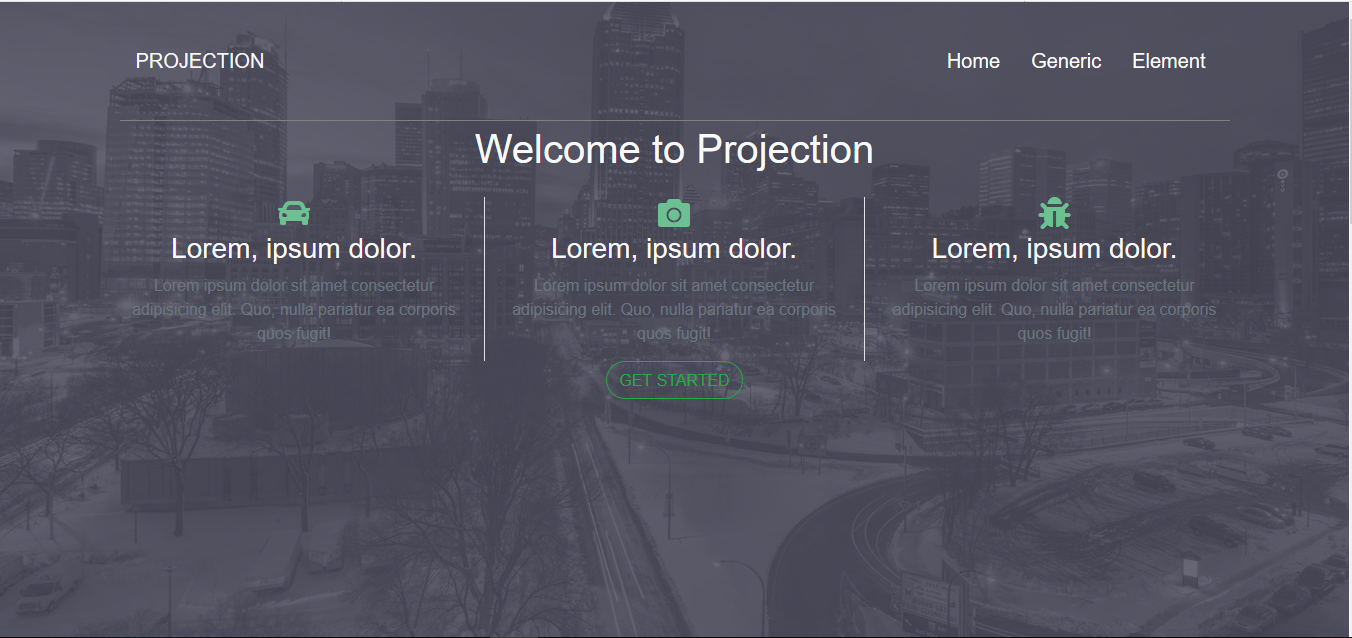 PROJECTION
Home Generic Element
Welcome to Projection
Lorem, ipsum dolor.
Lorem ipsum dolor sit amet consectetur
adipisicing elit. Quo, nulla pariatur ea corporis
quos fugit!
Lorem, ipsum dolor.
Lorem ipsum dolor sit amet consectetur
adipisicing elit. Quo, nulla pariatur ea corporis
quos fugit!
Lorem, ipsum dolor.
Lorem ipsum dolor sit amet consectetur
adipisicing elit. Quo, nulla pariatur ea corporis
quos fugit!
GET STARTED